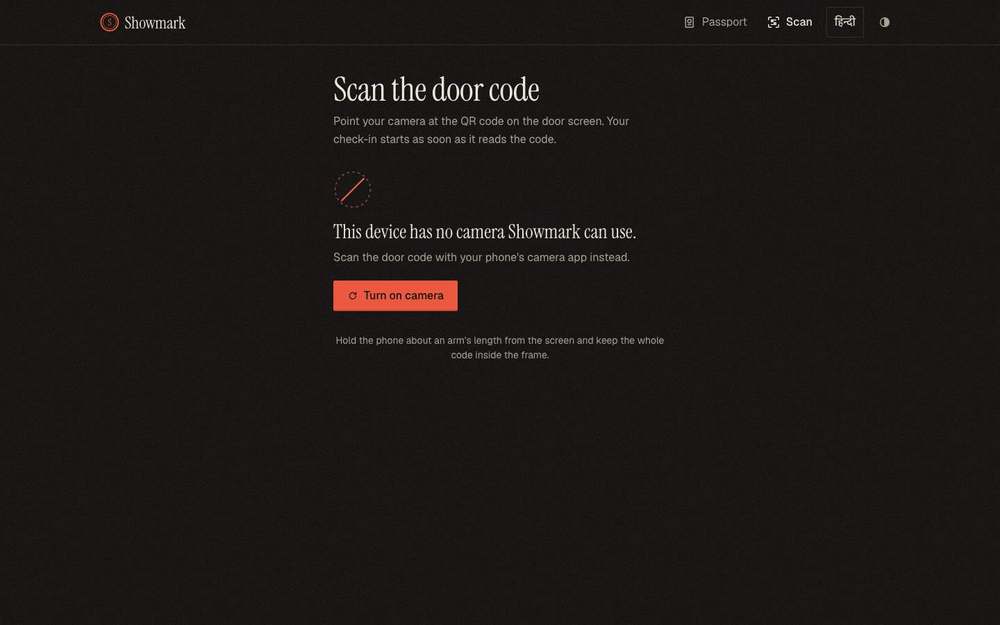 Showmark
Passport
Scan
हिन्दी
Scan the door code
Point your camera at the QR code on the door screen. Your
check-in starts as soon as it reads the code.
This device has no camera Showmark can use.
Scan the door code with your phone's camera app instead.
Turn on camera
Hold the phone about an arm's length from the screen and keep the whole
code inside the frame.